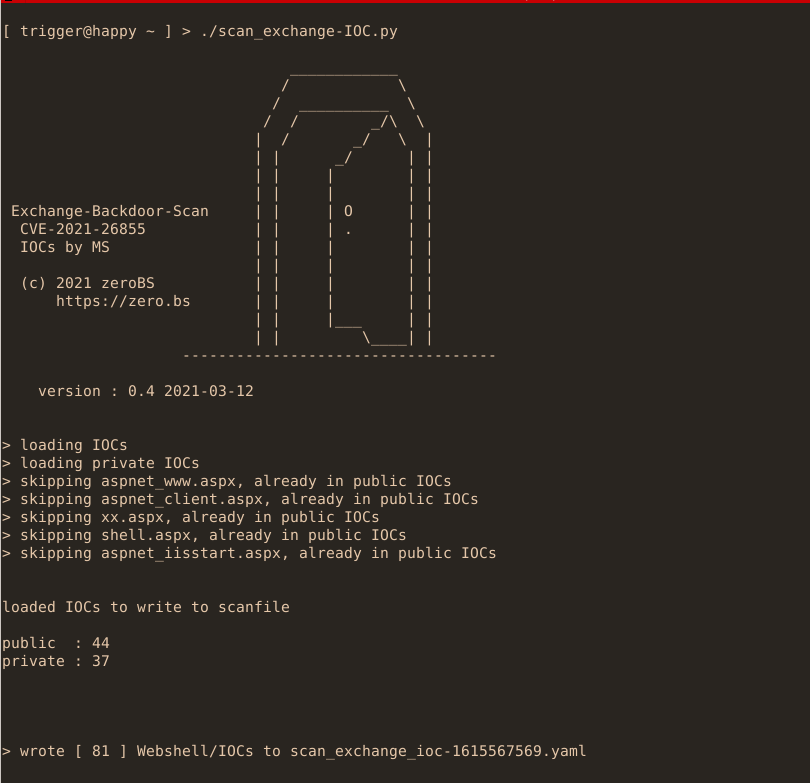 [ trigger@happy ~ ] > ./scan_exchange-IOC.py
Exchange-Backdoor-Scan
CVE-2021-26855
IOCs by MS
(c) 2021 zeroBS
https://zero.bs
version : 0.4 2021-03-12
> loading IOCs
> loading private IOCs
> skipping aspnet_www.aspx, already in public IOCs
> skipping aspnet_client.aspx, already in public IOCs
> skipping xx.aspx, already in public IOCs
> skipping shell.aspx, already in public IOCs
> skipping aspnet_iisstart.aspx, already in public IOCs
loaded IOCs to write to scanfile
public  : 44
private : 37
> wrote [ 81 ] Webshell/IOCs to scan_exchange_ioc-1615567569.yaml